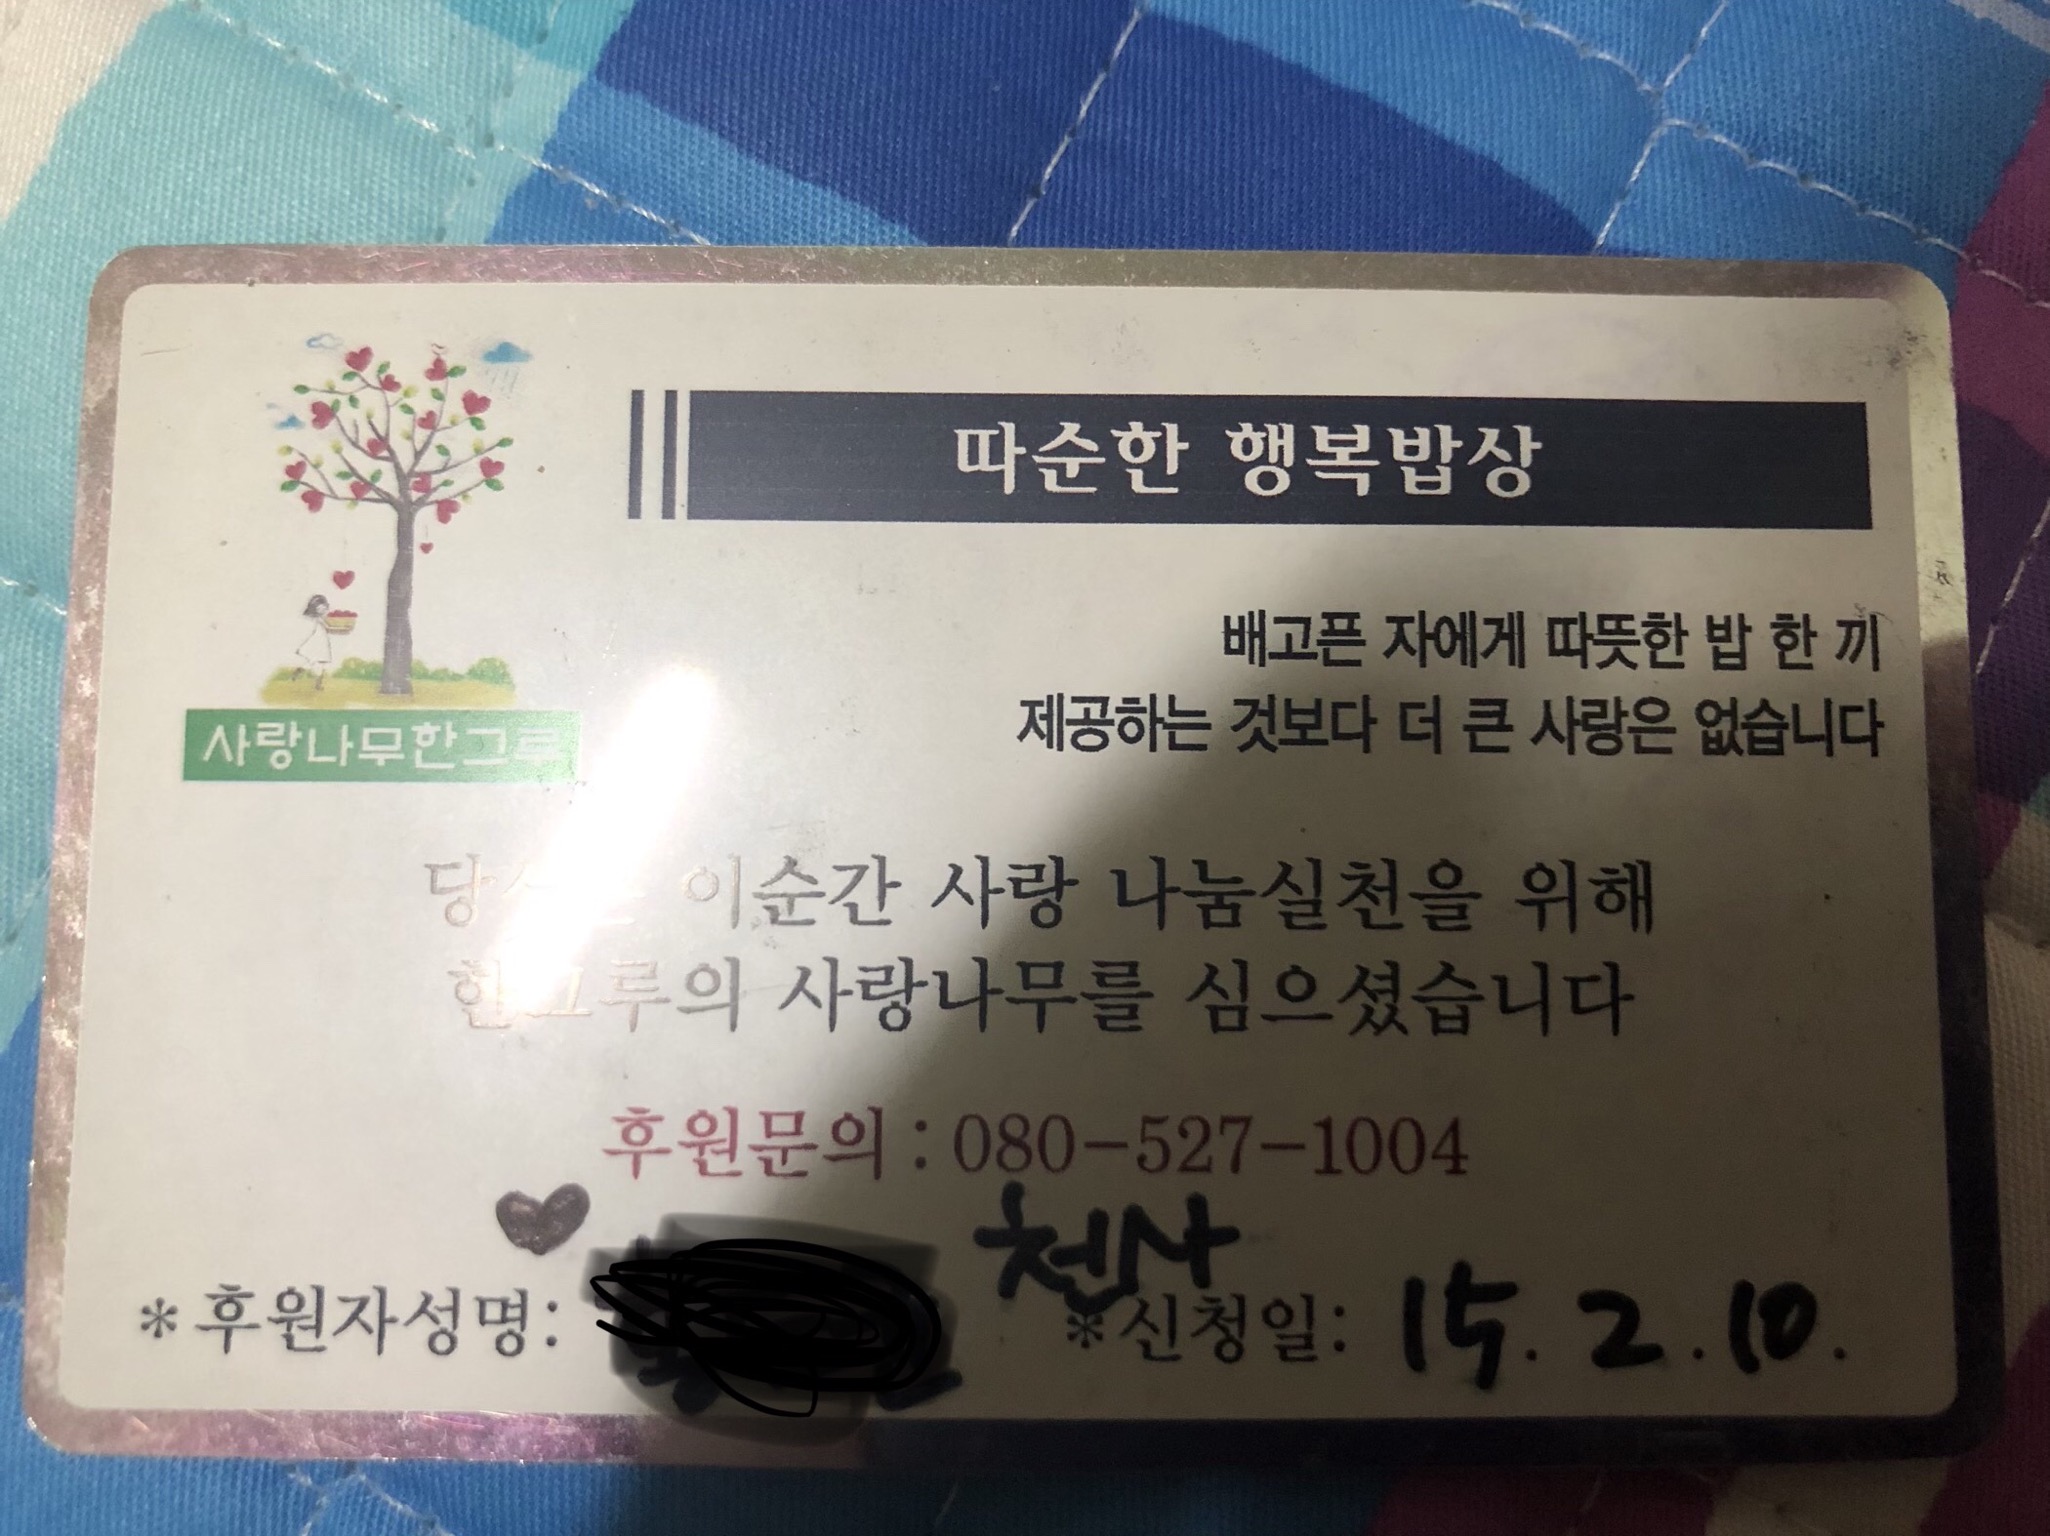 따순한 행복밥상
배고픈 자에게 따뜻한 밥 한 끼
제공하는 것보다 더 큰 사랑은 없습니다
사랑나무한그루
이순간 사랑 나눔실천을 위해
한그루의 사랑나무를 심으셨습니다
후원문의 : 080-527-1004
천사
*후원자성명:
*신청일: 15. 2. 10.